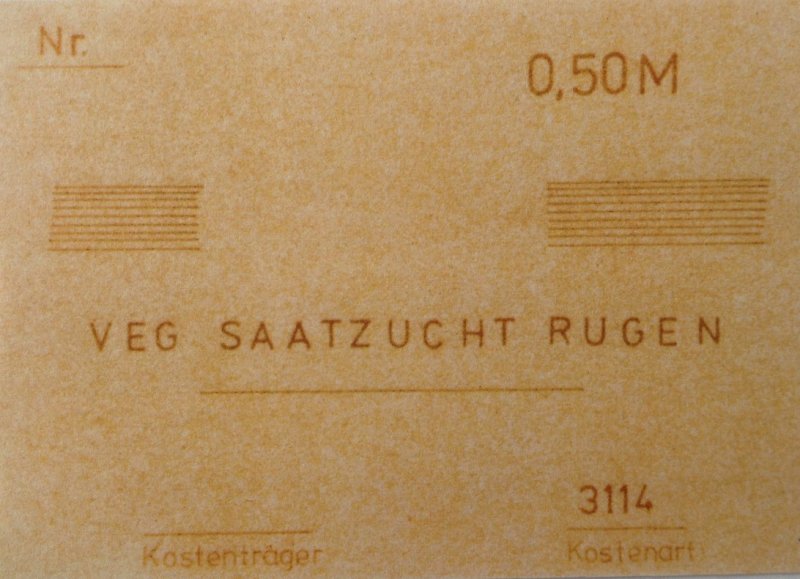 Nr.
0,50M
VEG SAATZUCHT RUGEN
3114
Kostenträger
Kostenart